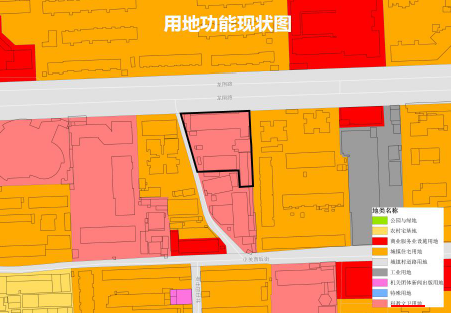 用地功能现状图
地类名称
公园与绿地
农村宅基地
商业服务业设施用地
城镇住宅用地
城镇村道路用地
工业用地
机关团体新闻出版用地
特殊用地
科教文卫用地